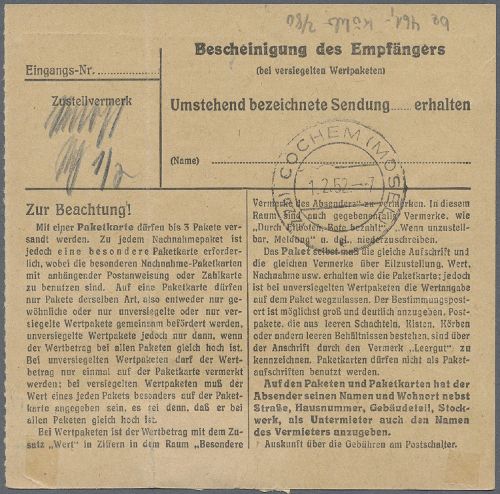 Bescheinigung des Empfängers
(bei versiegelten Wertpaketen)
Eingangs-Nr.
Zustellvermerk
1/2
Umstehend bezeichnete Sendung...... erhalten
(Name)
COCHEM (MOSEL)
1.2.52.-7
Zur Beachtung!
Mit einer Paketkarte dürfen bis 3 Pakete ver-
sandt werden. Zu jedem Nachnahmepaket ist
jedoch eine besondere Paketkarte erforder-
lich, wobei die besonderen Nachnahme-Paketkarten
mit anhängender Postanweisung oder Zahlkarte
zu benutzen sind. Auf eine Paketkarte dürfen
nur Pakete derselben Art, also entweder nur ge-
wöhnliche oder nur unversiegelte oder nur ver-
siegelte Wertpakete gemeinsam befördert werden,
unversiegelte Wertpakete jedoch nur dann, wenn
der Wertbetrag bei allen Paketen gleich hoch ist.
Bei unversiegelten Wertpaketen darf der Wert-
betrag nur einmal auf der Paketkarte vermerkt
werden; bei versiegelten Wertpaketen muß der
Wert eines jeden Pakets besonders auf der Paket-
karte angegeben sein, es sei denn, daß er bei
allen Paketen gleich hoch ist.
Bei Wertpaketen ist der Wertbetrag mit dem Zu-
satz „Wert" in Ziffern in dem Raum „Besondere
Vermerke des Absenders" zu vermerken. In diesem
Raum sind auch gegebenenfalls Vermerke, wie
„Durch Eilboten, Bote bezahlt", „Wenn unzustell-
bar, Meldung" u. dgl. niederzuschreiben.
Das Paket selbst muß die gleiche Aufschrift und
die gleichen Vermerke über Eilzustellung, Wert,
Nachnahme usw. erhalten wie die Paketkarte; jedoch
ist bei versiegelten Wertpaketen die Wertangabe
auf dem Paket wegzulassen. Der Bestimmungspost-
ort ist möglichst groß und deutlich anzugeben. Post-
pakete, die aus leeren Schachteln, Kisten, Körben
oder andern leeren Behältnissen bestehen, sind über
der Anschrift durch den Vermerk „Leergut" zu
kennzeichnen. Paketkarten dürfen nicht als Paket-
aufschriften benutzt werden.
Auf den Paketen und Paketkarten hat der
Absender seinen Namen und Wohnort nebst
Straße, Hausnummer, Gebäudeteil, Stock-
werk, als Untermieter auch den Namen
des Vermieters anzugeben.
Auskunft über die Gebühren am Postschalter.